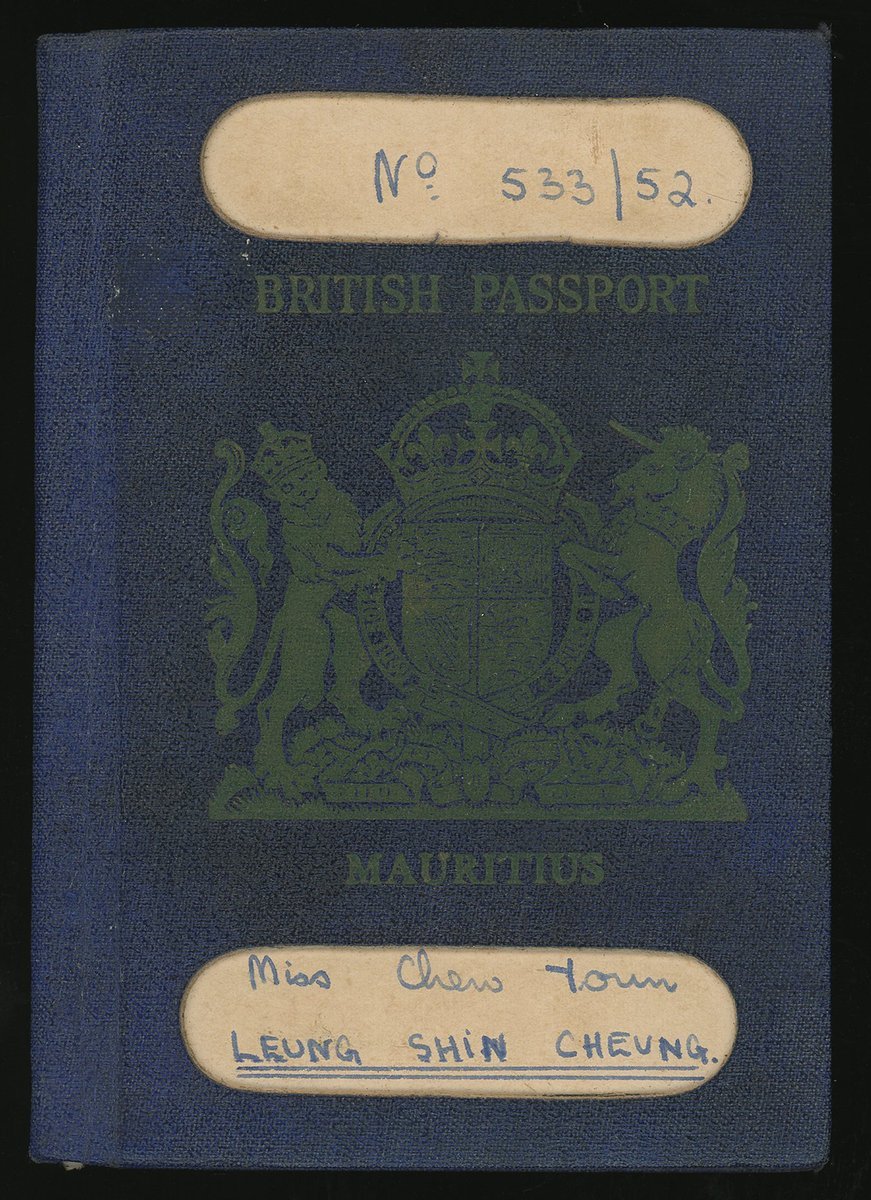 Nº 533/52.
BRITISH PASSPORT
MAURITIUS
Miss Chew Youn
LEUNG SHIN CHEUNG.